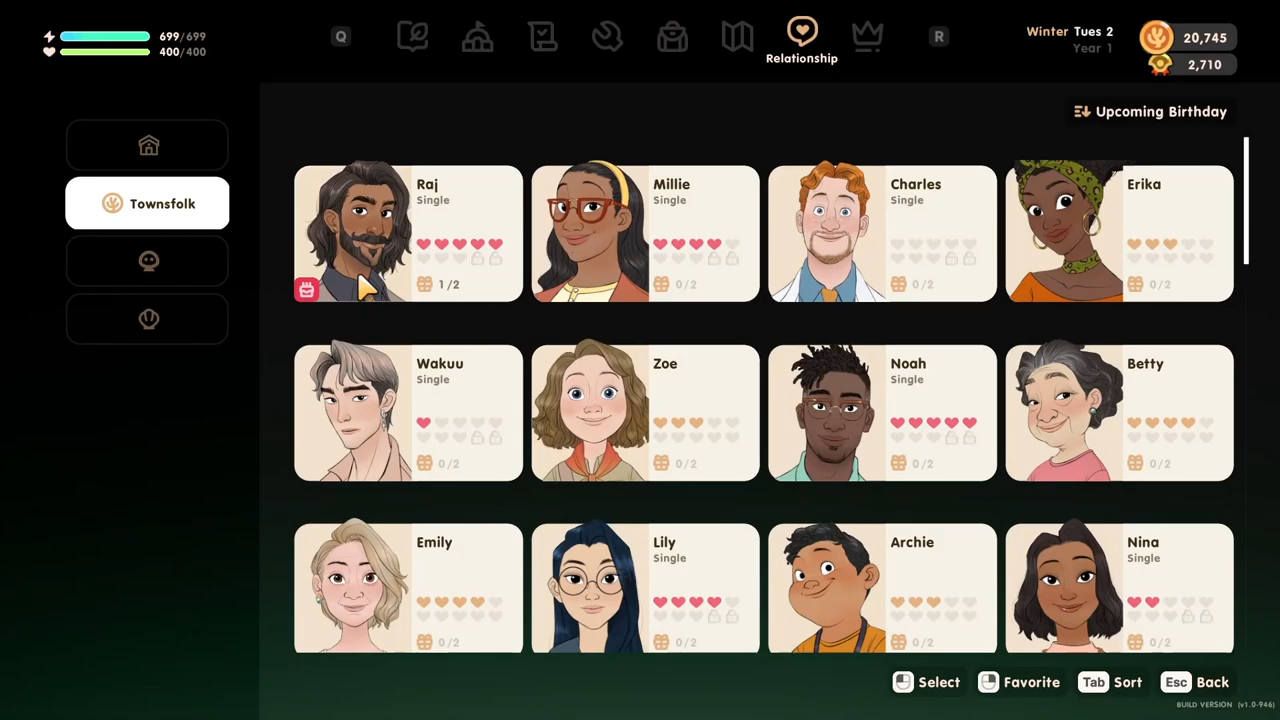 699/699
400/400
Q
Relationship
R
Winter Tues 2
Year 1
20,745
2,710
Upcoming Birthday
Townsfolk
Raj
Single
1/2
Millie
Single
0/2
Charles
Single
0/2
Erika
0/2
Wakuu
Single
0/2
Zoe
0/2
Noah
Single
0/2
Betty
0/2
Emily
0/2
Lily
Single
0/2
Archie
0/2
Nina
Single
0/2
Select
Favorite
Tab Sort
Esc Back
BUILD VERSION (v1.0-946)